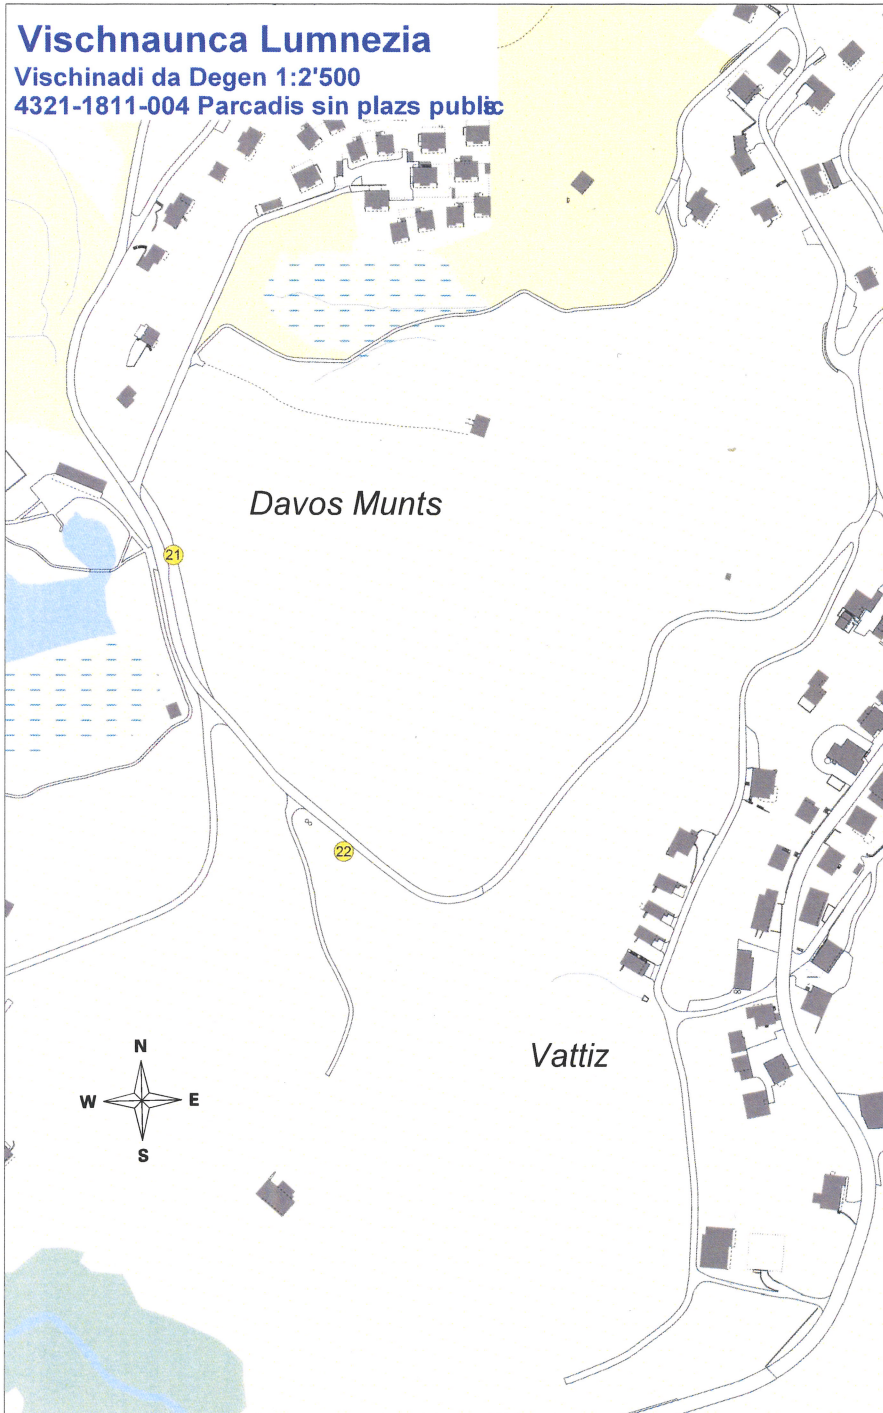 Vischnaunca Lumnezia
Vischinadi da Degen 1:2'500
4321-1811-004 Parcadis sin plazs public
Davos Munts
21
22
Vattiz
N
W E
S